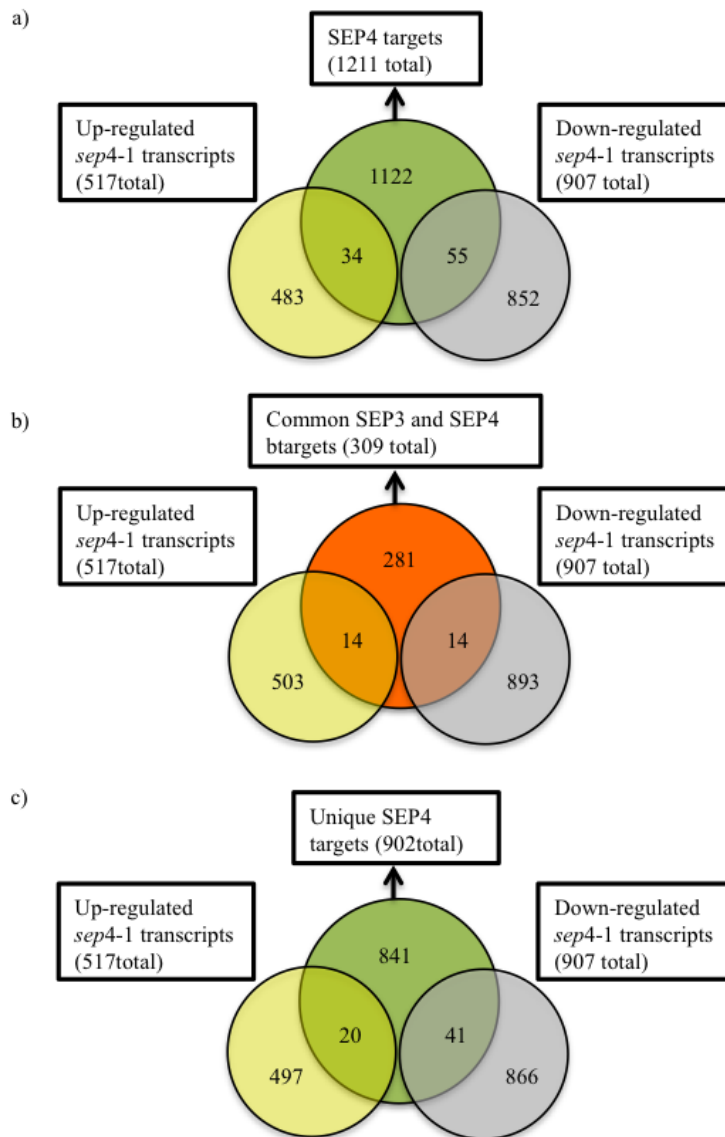 a)
SEP4 targets
(1211 total)
Up-regulated
sep4-1 transcripts
(517total)
Down-regulated
sep4-1 transcripts
(907 total)
1122
34
55
483
852
b)
Common SEP3 and SEP4
btargets (309 total)
Up-regulated
sep4-1 transcripts
(517total)
Down-regulated
sep4-1 transcripts
(907 total)
281
14
14
503
893
c)
Unique SEP4
targets (902total)
Up-regulated
sep4-1 transcripts
(517total)
Down-regulated
sep4-1 transcripts
(907 total)
841
20
41
497
866